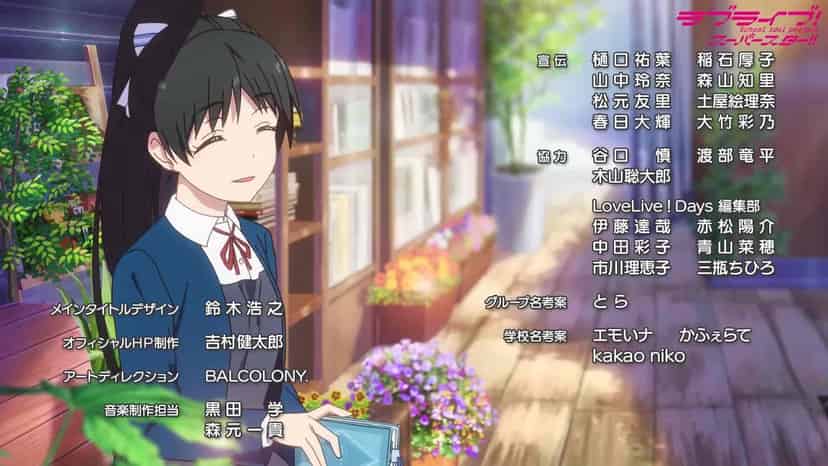 ラブライブ!
School idol project
スーパースター!!
宣伝 樋口祐葉 稲石厚子
山中玲奈 森山知里
松元友里 土屋絵理奈
春日大輝 大竹彩乃
協力 谷口 慎 渡部竜平
木山聡大郎
LoveLive!Days 編集部
伊藤達哉 赤松陽介
中田彩子 青山菜穂
市川理恵子 三瓶ちひろ
グループ名考案 とら
学校名考案 エモいナ かふぇらて
kakao niko
メインタイトルデザイン 鈴木浩之
オフィシャルHP制作 吉村健太郎
アートディレクション BALCOLONY.
音楽制作担当 黒田 学
森元一貴